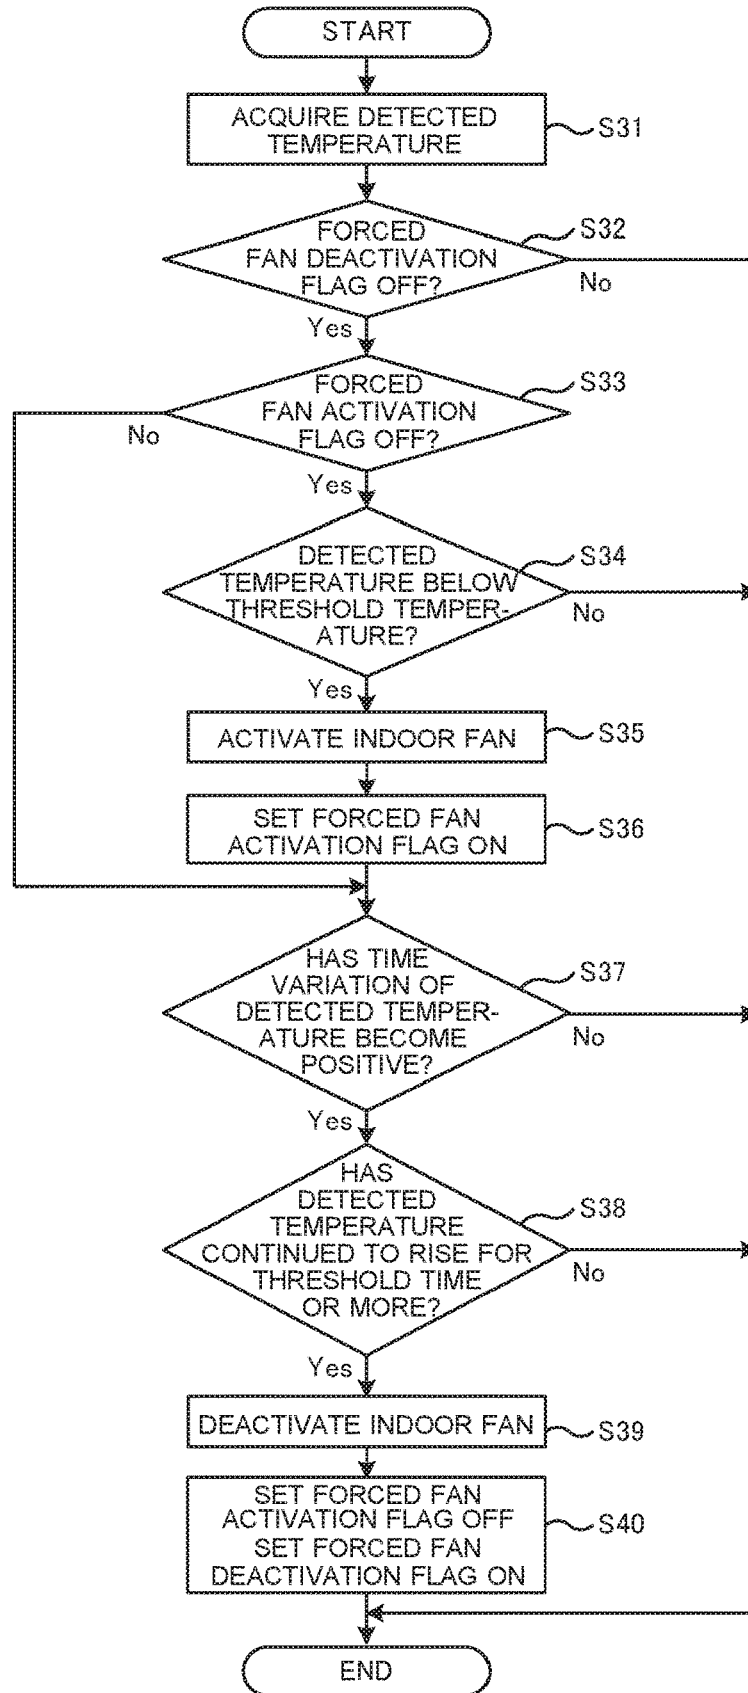 START
ACQUIRE DETECTED
TEMPERATURE
S31
FORCED
FAN DEACTIVATION
FLAG OFF?
S32
No
Yes
FORCED
FAN ACTIVATION
FLAG OFF?
S33
No
Yes
DETECTED
TEMPERATURE BELOW
THRESHOLD TEMPER-
ATURE?
S34
No
Yes
ACTIVATE INDOOR FAN
S35
SET FORCED FAN
ACTIVATION FLAG ON
S36
HAS TIME
VARIATION OF
DETECTED TEMPER-
ATURE BECOME
POSITIVE?
S37
No
Yes
HAS
DETECTED
TEMPERATURE
CONTINUED TO RISE FOR
THRESHOLD TIME
OR MORE?
S38
No
Yes
DEACTIVATE INDOOR FAN
S39
SET FORCED FAN
ACTIVATION FLAG OFF
SET FORCED FAN
DEACTIVATION FLAG ON
S40
END